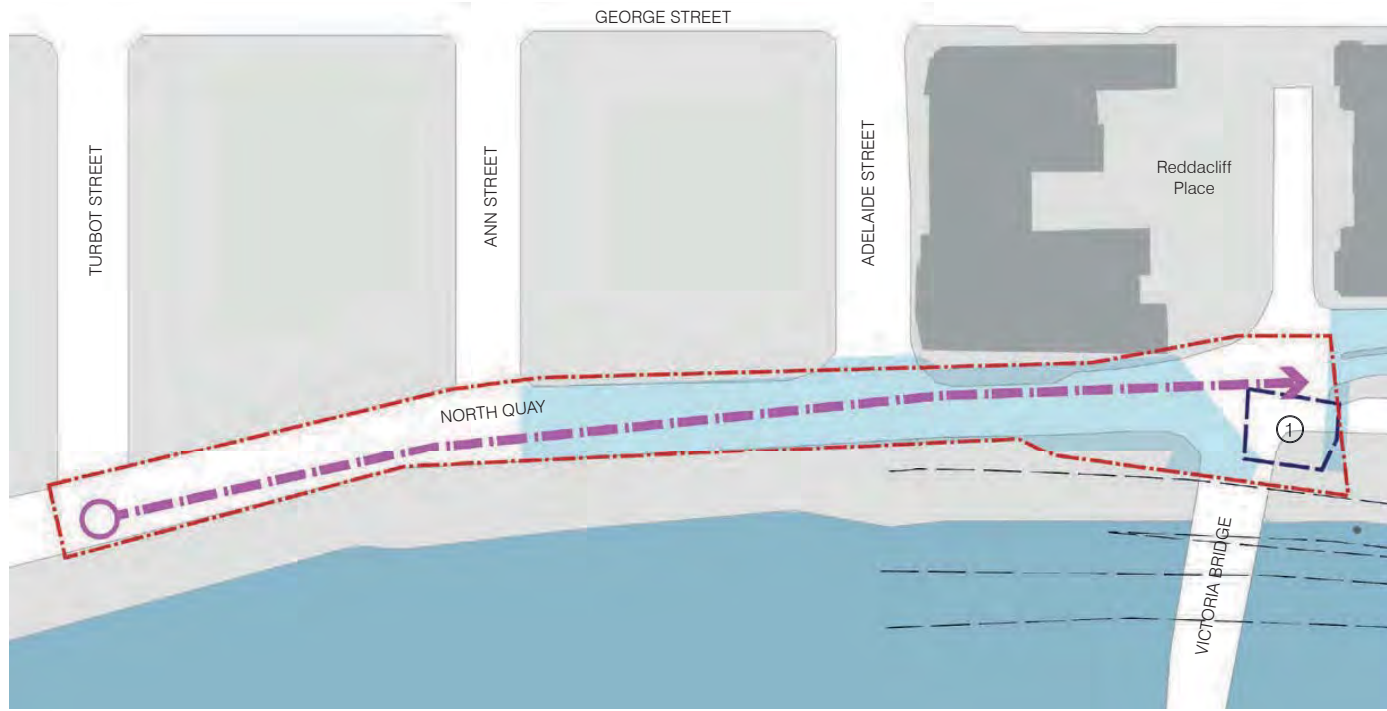 GEORGE STREET
TURBOT STREET
ANN STREET
ADELAIDE STREET
Reddacliff
Place
NORTH QUAY
1
VICTORIA BRIDGE